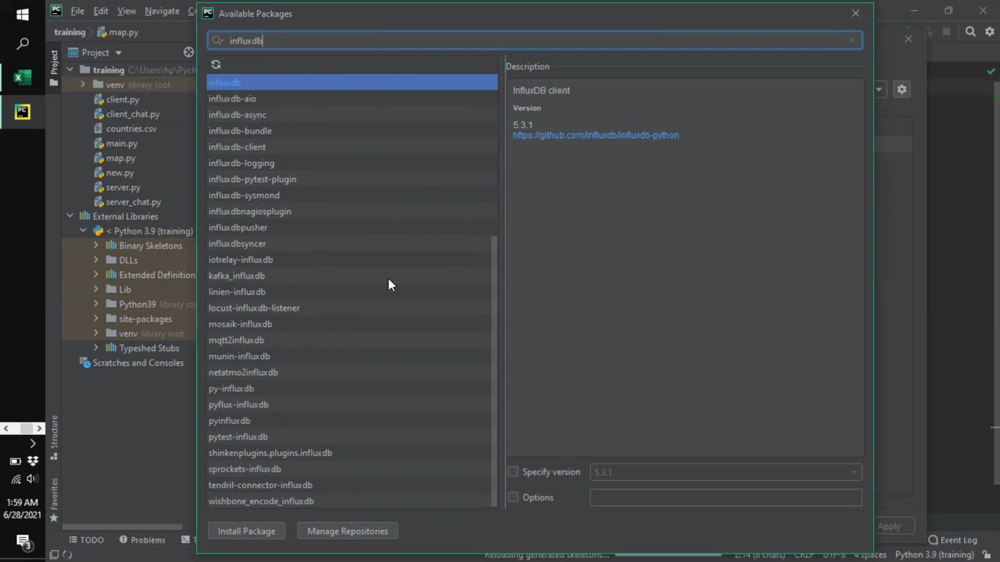 File Edit View Navigate
Available Packages
training map.py
influxdb
Project
Project
training C:\Users\hp\Pych
venv library root
client.py
client_chat.py
countries.csv
main.py
map.py
new.py
server.py
server_chat.py
External Libraries
< Python 3.9 (training)
Binary Skeletons
DLLs
Extended Definition
Lib
Python39 library roo
site-packages
venv library root
Typeshed Stubs
Scratches and Consoles
influxdb
influxdb-aio
influxdb-async
influxdb-bundle
influxdb-client
influxdb-logging
influxdb-pytest-plugin
influxdb-sysmond
influxdbnagiosplugin
influxdbpusher
influxdbsyncer
iotrelay-influxdb
kafka_influxdb
linien-influxdb
locust-influxdb-listener
mosaik-influxdb
mqtt2influxdb
munin-influxdb
netatmo2influxdb
py-influxdb
pyflux-influxdb
pyinfluxdb
pytest-influxdb
shinkenplugins.plugins.influxdb
sprockets-influxdb
tendril-connector-influxdb
wishbone_encode_influxdb
Description
InfluxDB client
Version
5.3.1
https://github.com/influxdb/influxdb-python
Specify version 5.3.1
Options
Install Package Manage Repositories
Apply
Structure
Favorites
1:59 AM
6/28/2021
3
TODO Problems
Event Log
Reloading generated skeletons... 2:14 (8 chars) CRLF UTF-8 4 spaces Python 3.9 (training)